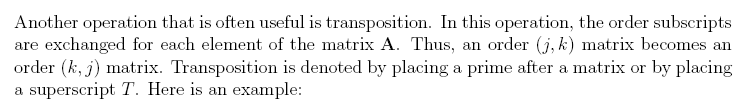 Another operation that is often useful is transposition. In this operation, the order subscripts
are exchanged for each element of the matrix A. Thus, an order (j, k) matrix becomes an
order (k, j) matrix. Transposition is denoted by placing a prime after a matrix or by placing
a superscript T. Here is an example: